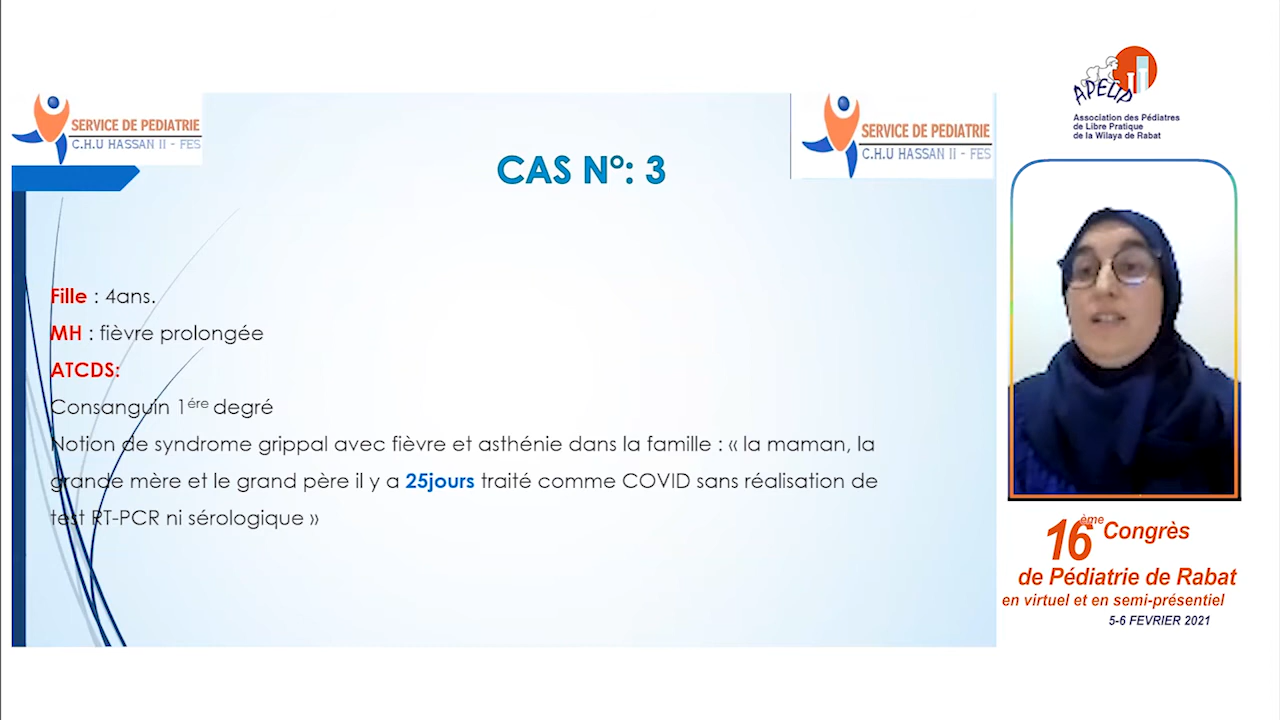 SERVICE DE PEDIATRIE
C.H.U HASSAN II - FES
SERVICE DE PEDIATRIE
C.H.U HASSAN II - FES
CAS N°: 3
Fille : 4ans.
MH : fièvre prolongée
ATCDS:
Consanguin 1ére degré
Notion de syndrome grippal avec fièvre et asthénie dans la famille : « la maman, la
grande mère et le grand père il y a 25jours traité comme COVID sans réalisation de
test RT-PCR ni sérologique »
APELIP
Association des Pédiatres
de Libre Pratique
de la Wilaya de Rabat
16ème Congrès
de Pédiatrie de Rabat
en virtuel et en semi-présentiel
5-6 FEVRIER 2021